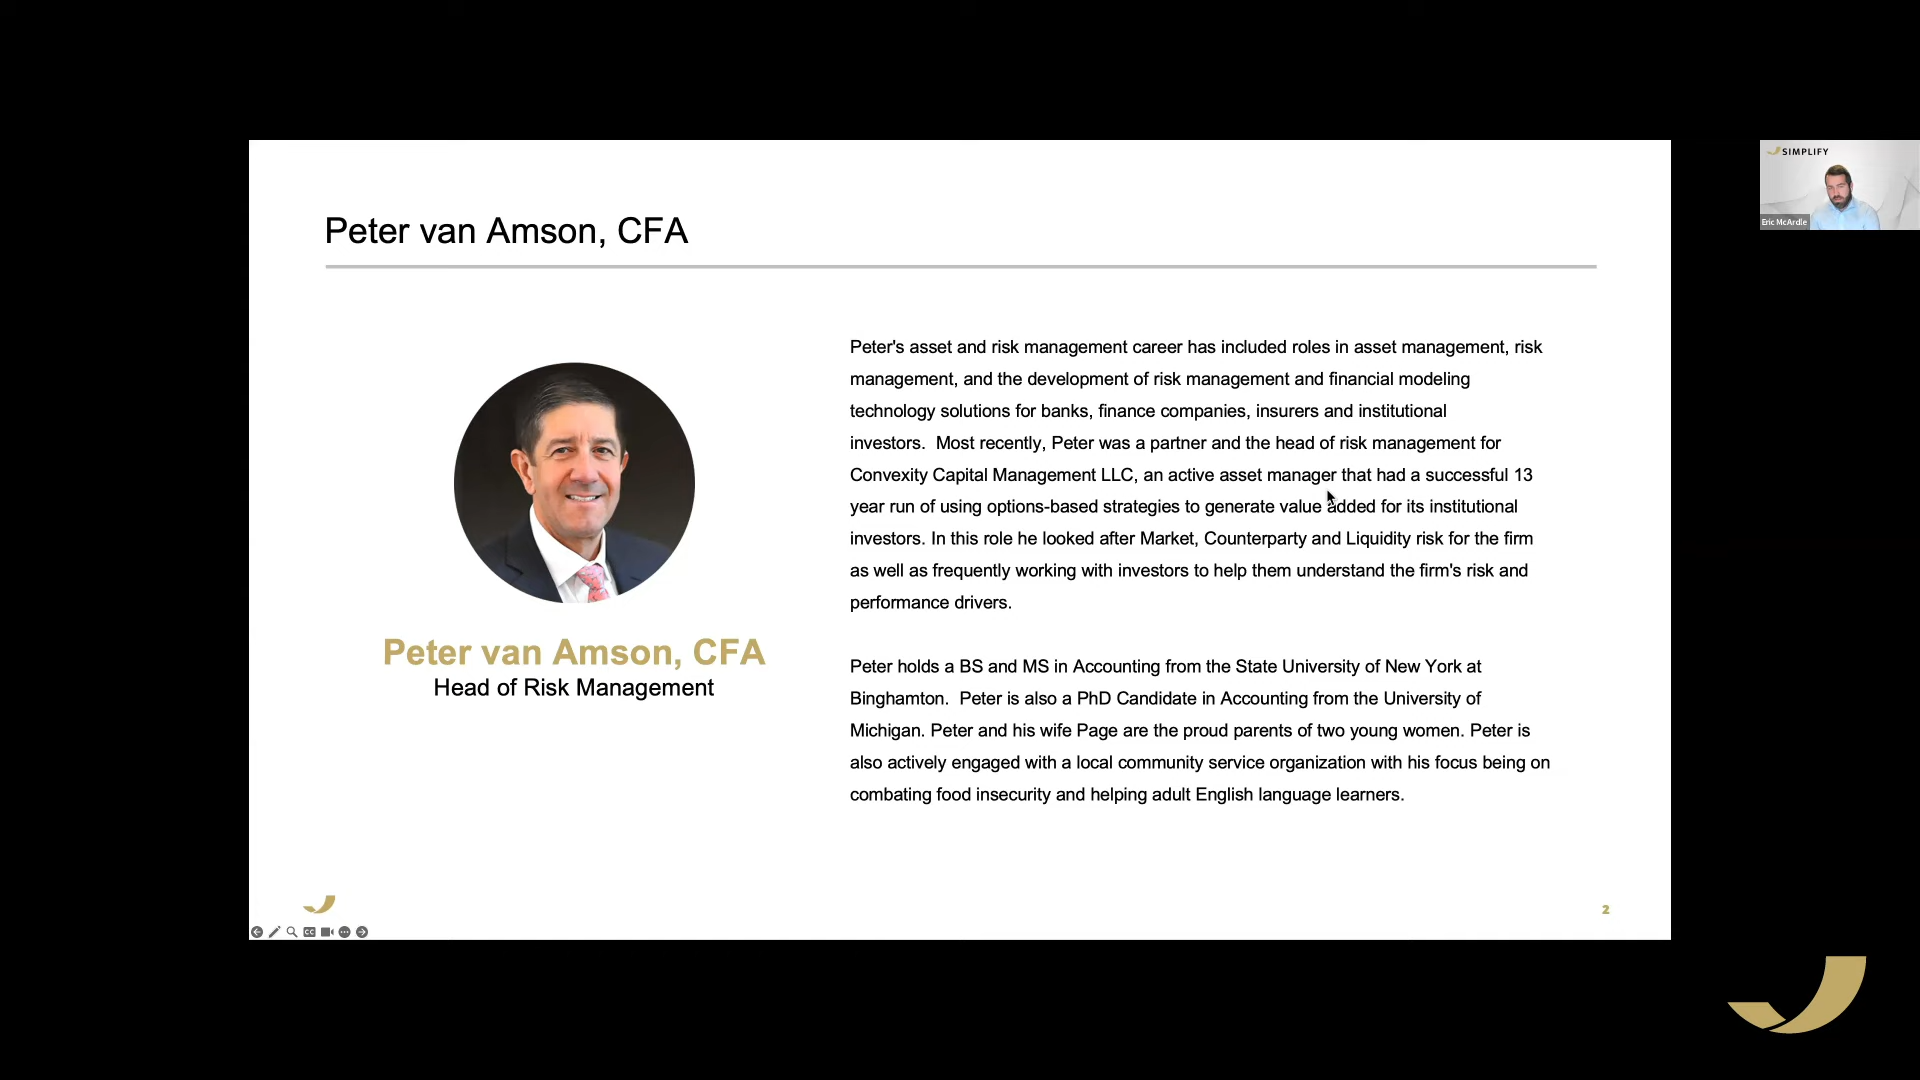 Peter van Amson, CFA
SIMPLIFY
Eric McArdle
Peter's asset and risk management career has included roles in asset management, risk
management, and the development of risk management and financial modeling
technology solutions for banks, finance companies, insurers and institutional
investors.  Most recently, Peter was a partner and the head of risk management for
Convexity Capital Management LLC, an active asset manager that had a successful 13
year run of using options-based strategies to generate value added for its institutional
investors. In this role he looked after Market, Counterparty and Liquidity risk for the firm
as well as frequently working with investors to help them understand the firm's risk and
performance drivers.
Peter holds a BS and MS in Accounting from the State University of New York at
Binghamton.  Peter is also a PhD Candidate in Accounting from the University of
Michigan. Peter and his wife Page are the proud parents of two young women. Peter is
also actively engaged with a local community service organization with his focus being on
combating food insecurity and helping adult English language learners.
Peter van Amson, CFA
Head of Risk Management
2
CC